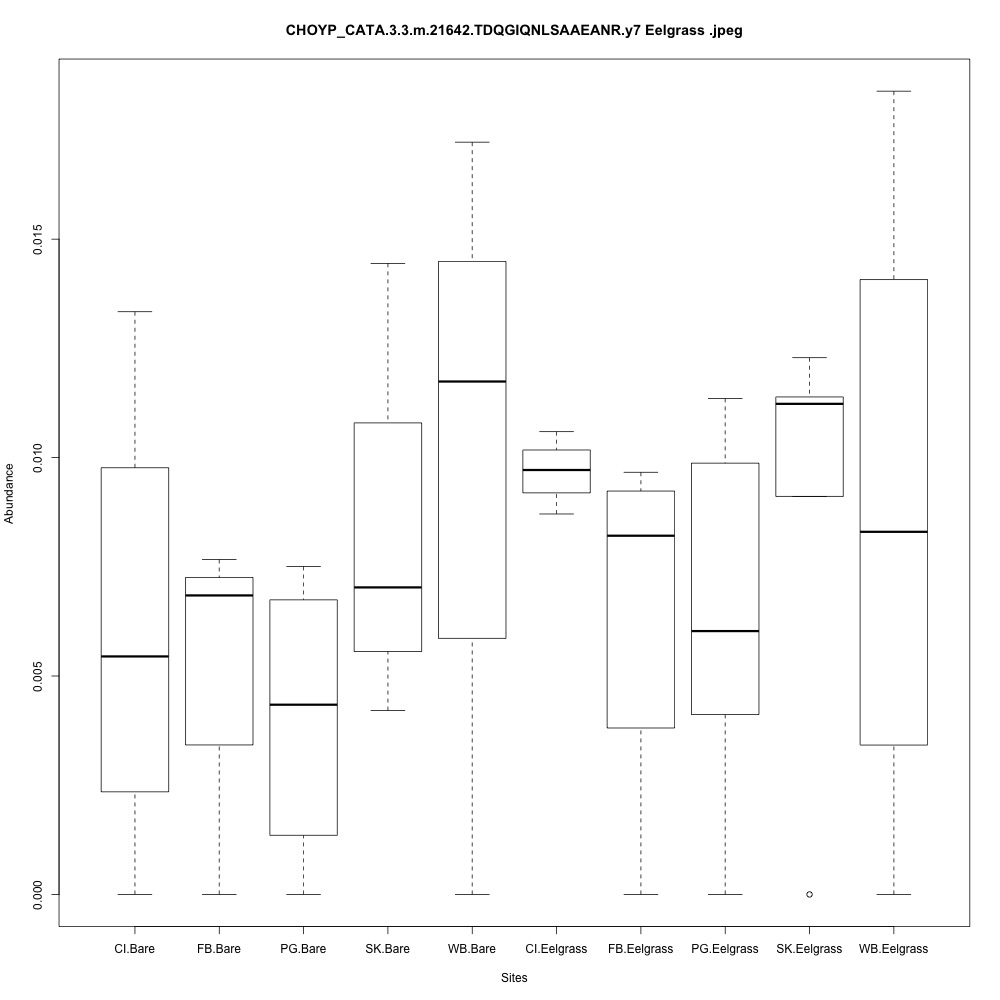 CHOYP_CATA.3.3.m.21642.TDQGIQNLSAAEANR.y7 Eelgrass .jpeg
Abundance
0.015
0.010
0.005
0.000
CI.Bare FB.Bare PG.Bare SK.Bare WB.Bare CI.Eelgrass FB.Eelgrass PG.Eelgrass SK.Eelgrass WB.Eelgrass
Sites